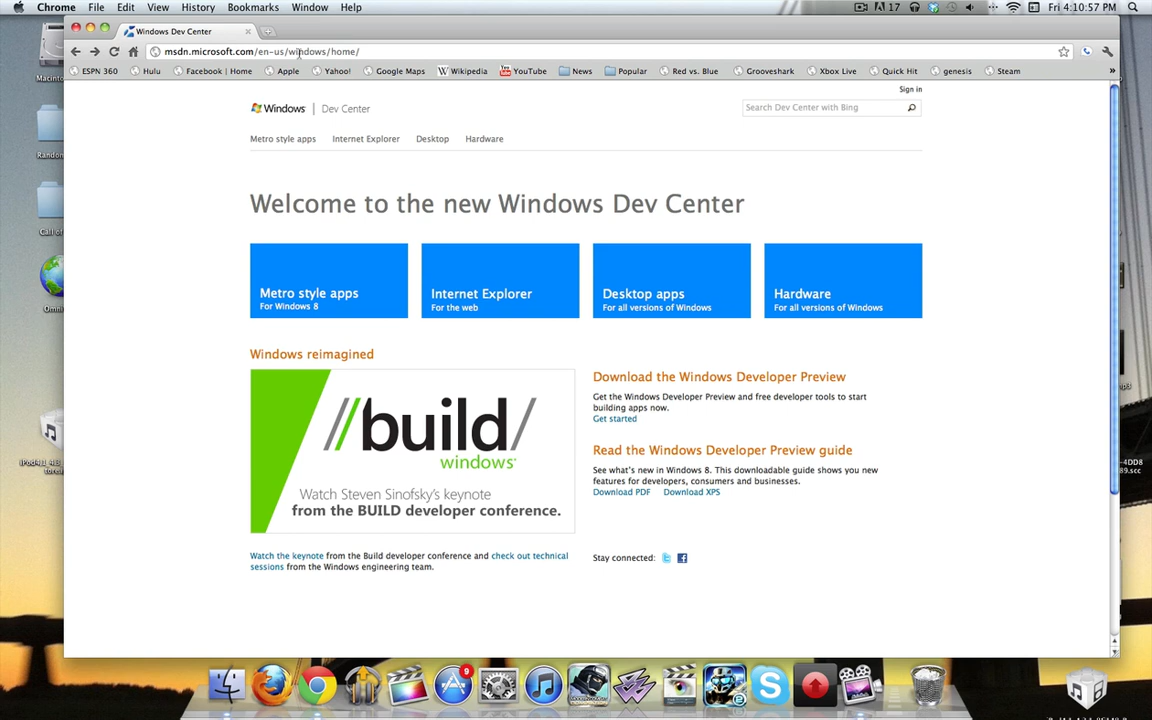 Chrome File Edit View History Bookmarks Window Help
17 Fri 4:10:57 PM
Windows Dev Center
msdn.microsoft.com/en-us/windows/home/
ESPN 360 Hulu Facebook | Home Apple Yahoo! Google Maps Wikipedia YouTube News Popular Red vs. Blue Grooveshark Xbox Live Quick Hit genesis Steam »
Sign in
Windows | Dev Center
Search Dev Center with Bing
Metro style apps Internet Explorer Desktop Hardware
Welcome to the new Windows Dev Center
Metro style apps
For Windows 8
Internet Explorer
For the web
Desktop apps
For all versions of Windows
Hardware
For all versions of Windows
Windows reimagined
//build/
windows
Watch Steven Sinofsky's keynote
from the BUILD developer conference.
Watch the keynote from the Build developer conference and check out technical
sessions from the Windows engineering team.
Download the Windows Developer Preview
Get the Windows Developer Preview and free developer tools to start
building apps now.
Get started
Read the Windows Developer Preview guide
See what's new in Windows 8. This downloadable guide shows you new
features for developers, consumers and businesses.
Download PDF Download XPS
Stay connected:
9